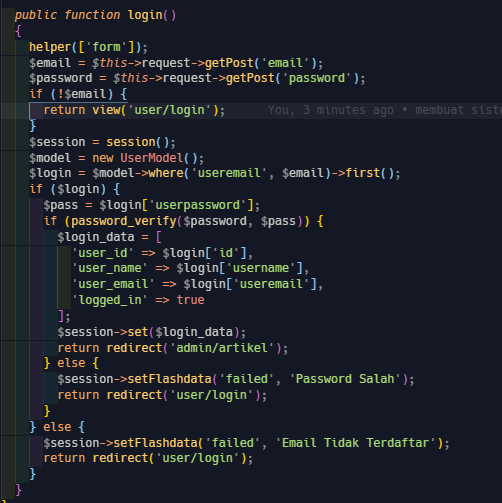 public function login()
{
helper(['form']);
$email = $this->request->getPost('email');
$password = $this->request->getPost('password');
if (!$email) {
return view('user/login'); You, 3 minutes ago • membuat siste
}
$session = session();
$model = new UserModel();
$login = $model->where('useremail', $email)->first();
if ($login) {
$pass = $login['userpassword'];
if (password_verify($password, $pass)) {
$login_data = [
'user_id' => $login['id'],
'user_name' => $login['username'],
'user_email' => $login['useremail'],
'logged_in' => true
];
$session->set($login_data);
return redirect('admin/artikel');
} else {
$session->setFlashdata('failed', 'Password Salah');
return redirect('user/login');
}
} else {
$session->setFlashdata('failed', 'Email Tidak Terdaftar');
return redirect('user/login');
}
}